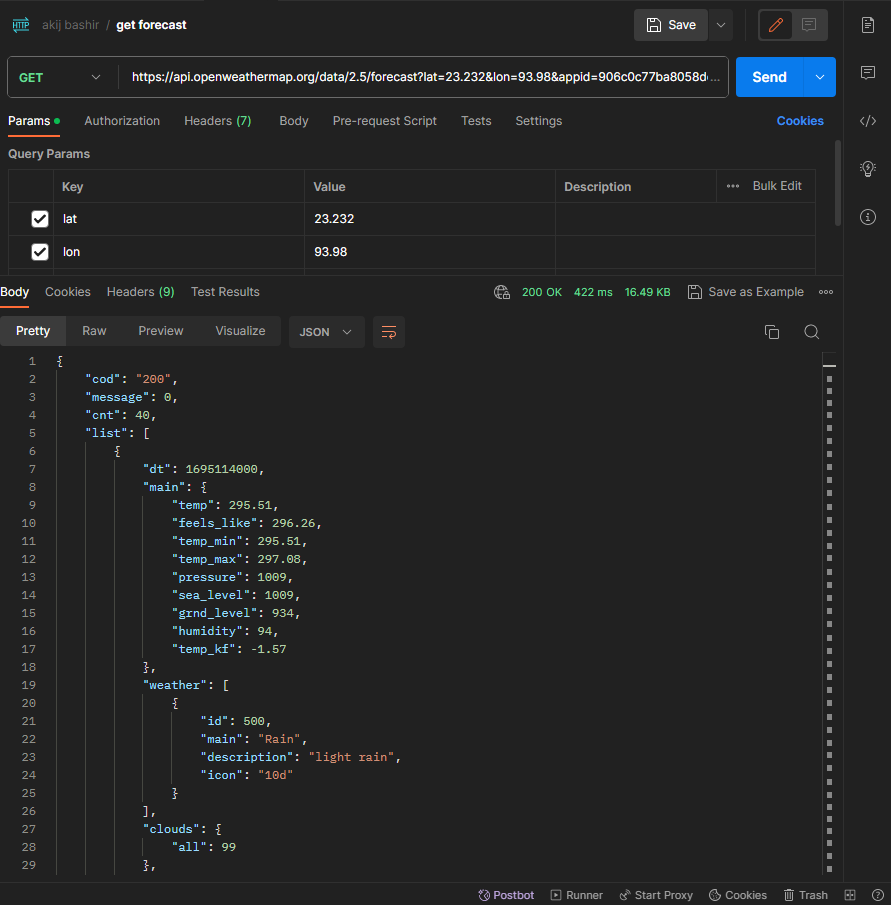 HTTP akij bashir / get forecast Save
GET https://api.openweathermap.org/data/2.5/forecast?lat=23.232&lon=93.98&appid=906c0c77ba8058d ... Send
Params Authorization Headers (7) Body Pre-request Script Tests Settings Cookies
Query Params
Key Value Description Bulk Edit
lat 23.232
lon 93.98
Body Cookies Headers (9) Test Results 200 OK 422 ms 16.49 KB Save as Example
Pretty Raw Preview Visualize JSON
1 {
2 "cod": "200",
3 "message": 0,
4 "cnt": 40,
5 "list": [
6 {
7 "dt": 1695114000,
8 "main": {
9 "temp": 295.51,
10 "feels_like": 296.26,
11 "temp_min": 295.51,
12 "temp_max": 297.08,
13 "pressure": 1009,
14 "sea_level": 1009,
15 "grnd_level": 934,
16 "humidity": 94,
17 "temp_kf": -1.57
18 },
19 "weather": [
20 {
21 "id": 500,
22 "main": "Rain",
23 "description": "light rain",
24 "icon": "10d"
25 }
26 ],
27 "clouds": {
28 "all": 99
29 },
Postbot Runner Start Proxy Cookies Trash